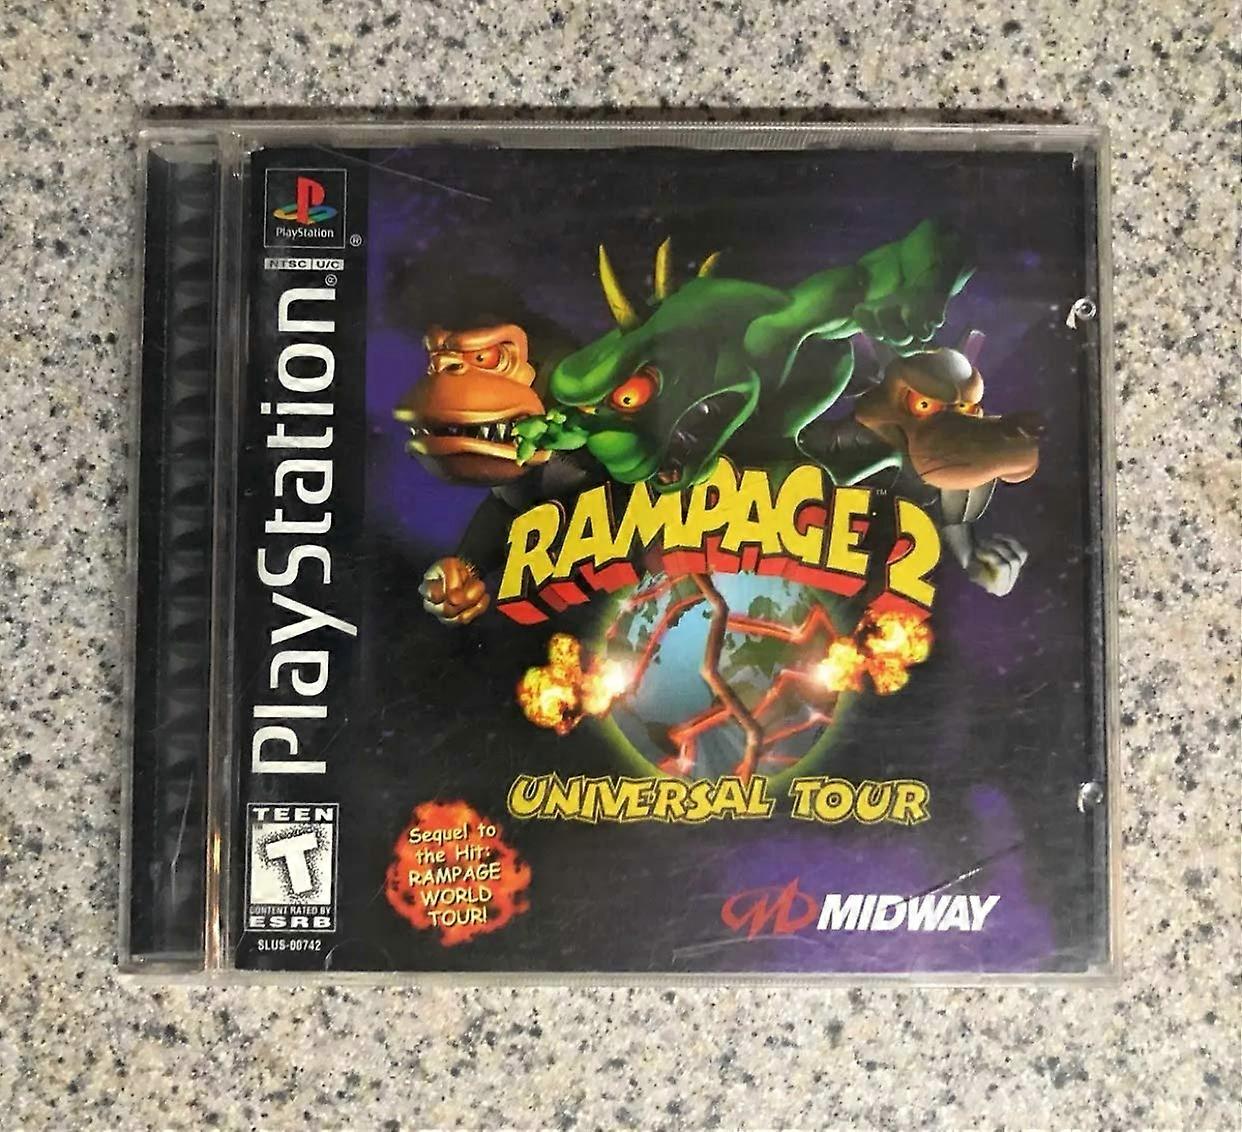 PlayStation ®
NTSC U/C
PlayStation®
RAMPAGE 2 ™
UNIVERSAL TOUR
Sequel to
the Hit:
RAMPAGE
WORLD
TOUR!
MIDWAY
TEEN
T
CONTENT RATED BY
ESRB
SLUS-00742